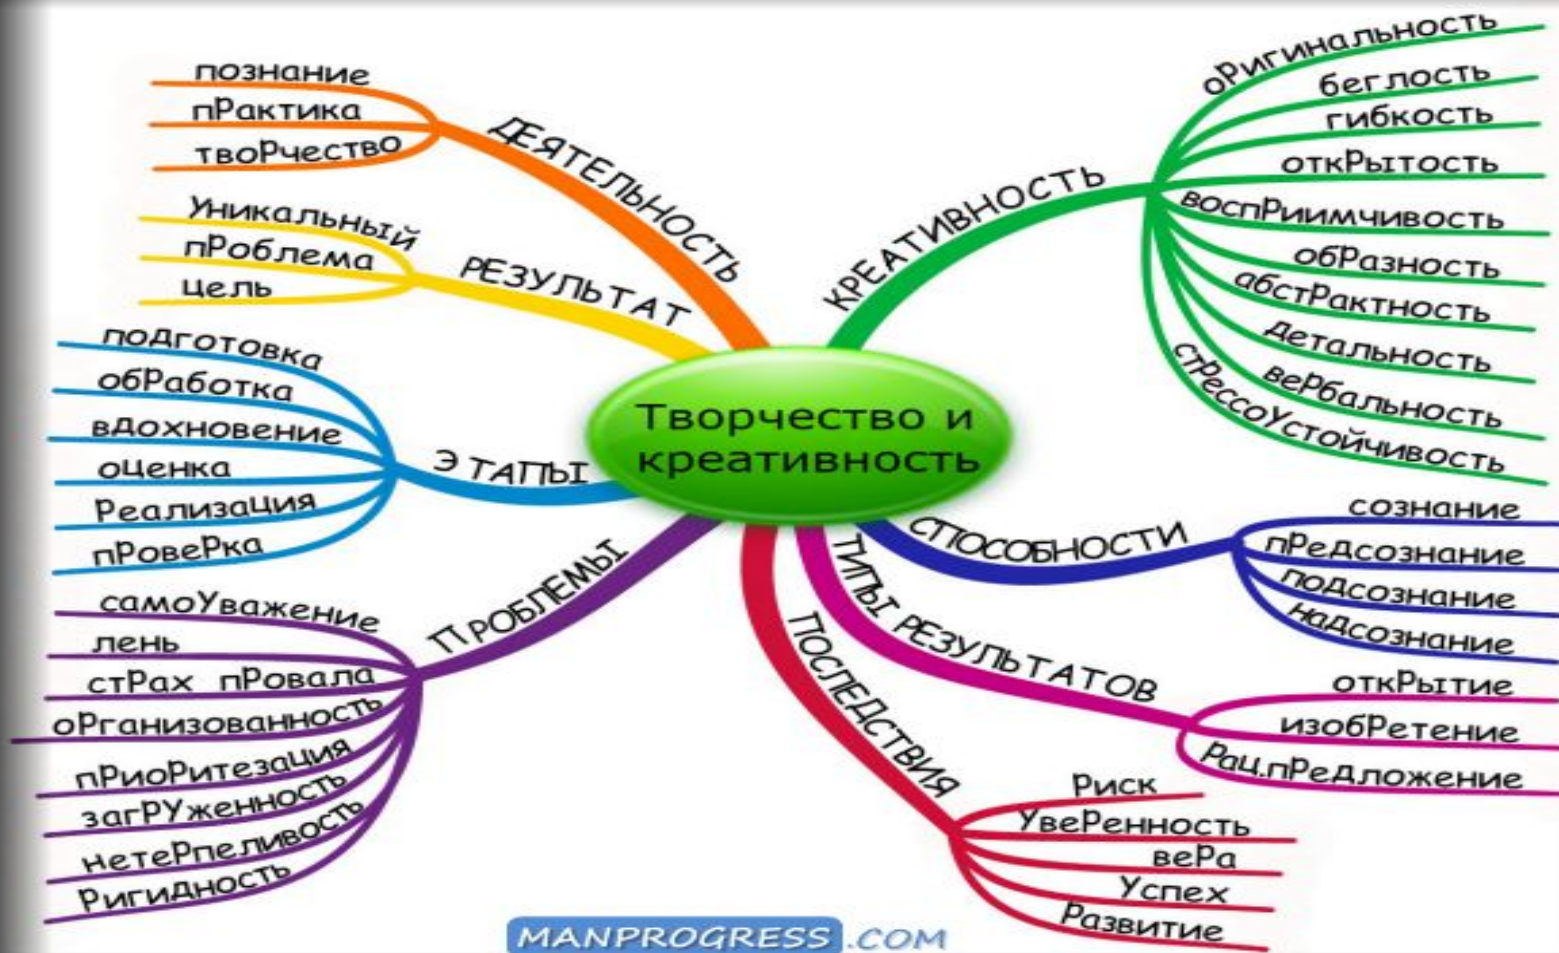 Творчество и
креативность
ДЕЯТЕЛЬНОСТЬ
познание
пРактика
твоРчество
РЕЗУЛЬТАТ
Уникальный
пРоблема
цель
ЭТАПЫ
подготовка
обРаботка
вдохновение
оценка
Реализация
пРовеРка
ПРОБЛЕМЫ
самоУважение
лень
стРах пРовала
оРганизованность
пРиоРитезация
загРУженность
нетеРпеливость
Ригидность
КРЕАТИВНОСТЬ
оРигинальность
беглость
гибкость
откРытость
воспРиимчивость
обРазность
абстРактность
детальность
веРбальность
стРессоУстойчивость
СПОСОБНОСТИ
сознание
пРедсознание
подсознание
надсознание
ТИПЫ РЕЗУЛЬТАТОВ
откРытие
изобРетение
Рац.пРедложение
ПОСЛЕДСТВИЯ
Риск
УвеРенность
веРа
Успех
Развитие
MANPROGRESS.COM